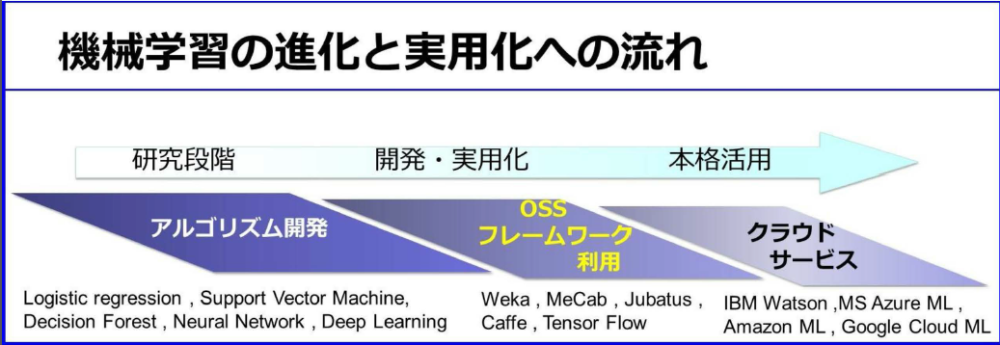 機械学習の進化と実用化への流れ
研究段階 開発・実用化 本格活用
アルゴリズム開発
OSS
フレームワーク
利用
クラウド
サービス
Logistic regression , Support Vector Machine,
Decision Forest , Neural Network , Deep Learning
Weka , MeCab , Jubatus ,
Caffe , Tensor Flow
IBM Watson ,MS Azure ML ,
Amazon ML , Google Cloud ML